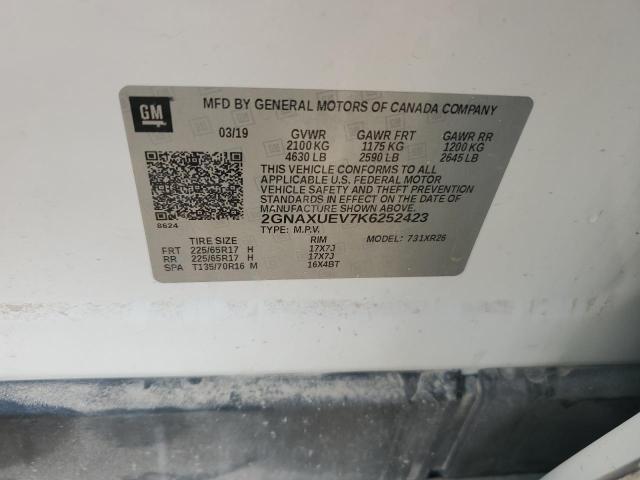 GM
MFD BY GENERAL MOTORS OF CANADA COMPANY
03/19 GVWR GAWR FRT GAWR RR
2100 KG 1175 KG 1200 KG
4630 LB 2590 LB 2645 LB
THIS VEHICLE CONFORMS TO ALL
APPLICABLE U.S. FEDERAL MOTOR
VEHICLE SAFETY AND THEFT PREVENTION
STANDARDS IN EFFECT ON THE DATE OF
MANUFACTURE SHOWN ABOVE.
8624
2GNAXUEV7K6252423
TYPE: M.P.V.
TIRE SIZE RIM MODEL: 731XR26
FRT 225/65R17 H 17X7J
RR 225/65R17 H 17X7J
SPA T135/70R16 M 16X4BT